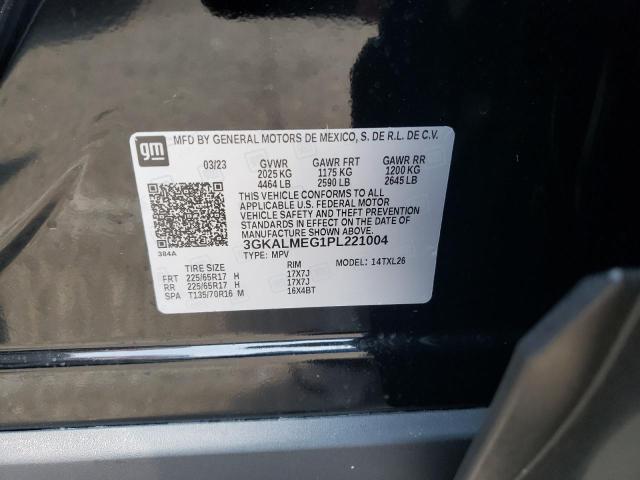 gm
MFD BY GENERAL MOTORS DE MEXICO, S. DE R.L. DE C.V.
03/23 GVWR GAWR FRT GAWR RR
2025 KG 1175 KG 1200 KG
4464 LB 2590 LB 2645 LB
THIS VEHICLE CONFORMS TO ALL
APPLICABLE U.S. FEDERAL MOTOR
VEHICLE SAFETY AND THEFT PREVENTION
STANDARDS IN EFFECT ON THE DATE OF
MANUFACTURE SHOWN ABOVE.
384A 3GKALMEG1PL221004
TYPE: MPV MODEL: 14TXL26
TIRE SIZE RIM
FRT 225/65R17 H 17X7J
RR 225/65R17 H 17X7J
SPA T135/70R16 M 16X4BT